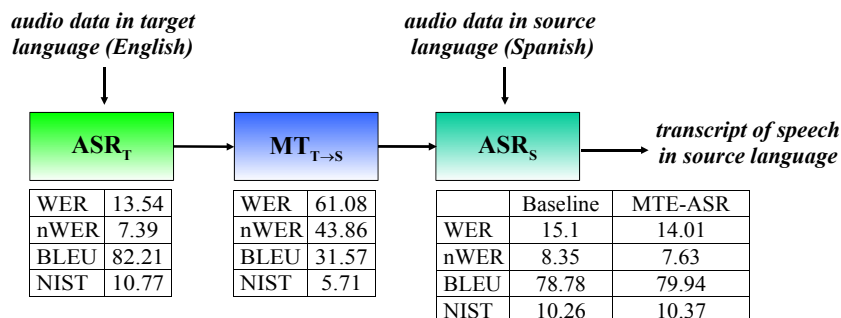 audio data in target
language (English)
audio data in source
language (Spanish)
ASR_T
MT_T→S
ASR_S
transcript of speech
in source language
WER 13.54
nWER 7.39
BLEU 82.21
NIST 10.77
WER 61.08
nWER 43.86
BLEU 31.57
NIST 5.71
Baseline MTE-ASR
WER 15.1 14.01
nWER 8.35 7.63
BLEU 78.78 79.94
NIST 10.26 10.37